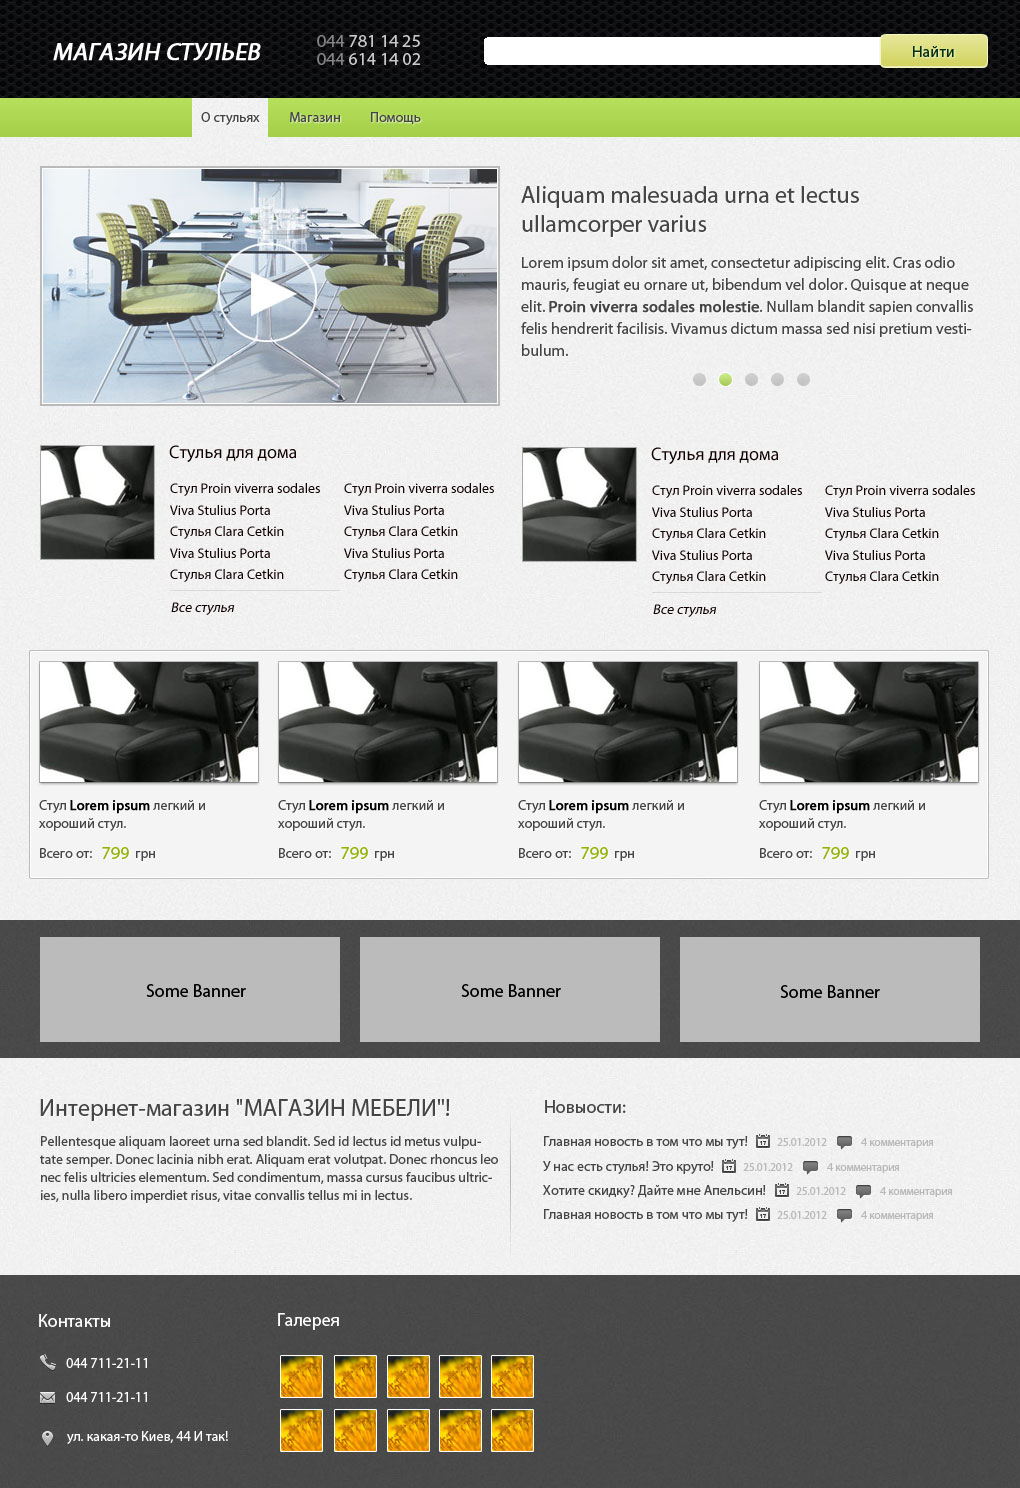 МАГАЗИН СТУЛЬЕВ
044 781 14 25
044 614 14 02
Найти
О стульях
Магазин
Помощь
Aliquam malesuada urna et lectus
ullamcorper varius
Lorem ipsum dolor sit amet, consectetur adipiscing elit. Cras odio
mauris, feugiat eu ornare ut, bibendum vel dolor. Quisque at neque
elit. Proin viverra sodales molestie. Nullam blandit sapien convallis
felis hendrerit facilisis. Vivamus dictum massa sed nisi pretium vesti-
bulum.
Стулья для дома
Стул Proin viverra sodales
Viva Stulius Porta
Стулья Clara Cetkin
Viva Stulius Porta
Стулья Clara Cetkin
Стул Proin viverra sodales
Viva Stulius Porta
Стулья Clara Cetkin
Viva Stulius Porta
Стулья Clara Cetkin
Все стулья
Стулья для дома
Стул Proin viverra sodales
Viva Stulius Porta
Стулья Clara Cetkin
Viva Stulius Porta
Стулья Clara Cetkin
Стул Proin viverra sodales
Viva Stulius Porta
Стулья Clara Cetkin
Viva Stulius Porta
Стулья Clara Cetkin
Все стулья
Стул Lorem ipsum легкий и
хороший стул.
Всего от: 799 грн
Стул Lorem ipsum легкий и
хороший стул.
Всего от: 799 грн
Стул Lorem ipsum легкий и
хороший стул.
Всего от: 799 грн
Стул Lorem ipsum легкий и
хороший стул.
Всего от: 799 грн
Some Banner
Some Banner
Some Banner
Интернет-магазин "МАГАЗИН МЕБЕЛИ"!
Pellentesque aliquam laoreet urna sed blandit. Sed id lectus id metus vulpu-
tate semper. Donec lacinia nibh erat. Aliquam erat volutpat. Donec rhoncus leo
nec felis ultricies elementum. Sed condimentum, massa cursus faucibus ultric-
ies, nulla libero imperdiet risus, vitae convallis tellus mi in lectus.
Новыости:
Главная новость в том что мы тут! 17 25.01.2012 4 комментария
У нас есть стулья! Это круто! 17 25.01.2012 4 комментария
Хотите скидку? Дайте мне Апельсин! 17 25.01.2012 4 комментария
Главная новость в том что мы тут! 17 25.01.2012 4 комментария
Контакты
044 711-21-11
044 711-21-11
ул. какая-то Киев, 44 И так!
Галерея